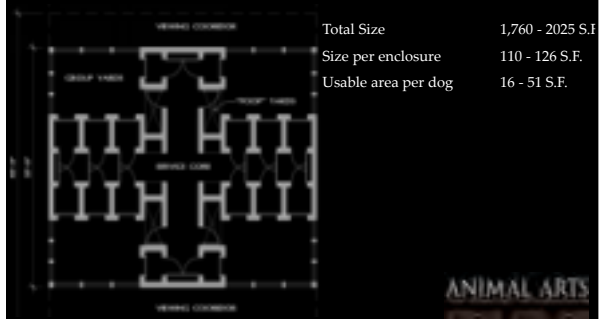 VIEWING CORRIDOR
Total Size 1,760 - 2025 S.F
Size per enclosure 110 - 126 S.F.
GROUP YARDS
Usable area per dog 16 - 51 S.F.
"POOP" YARDS
SERVICE CORE
ANIMAL ARTS
VIEWING CORRIDOR